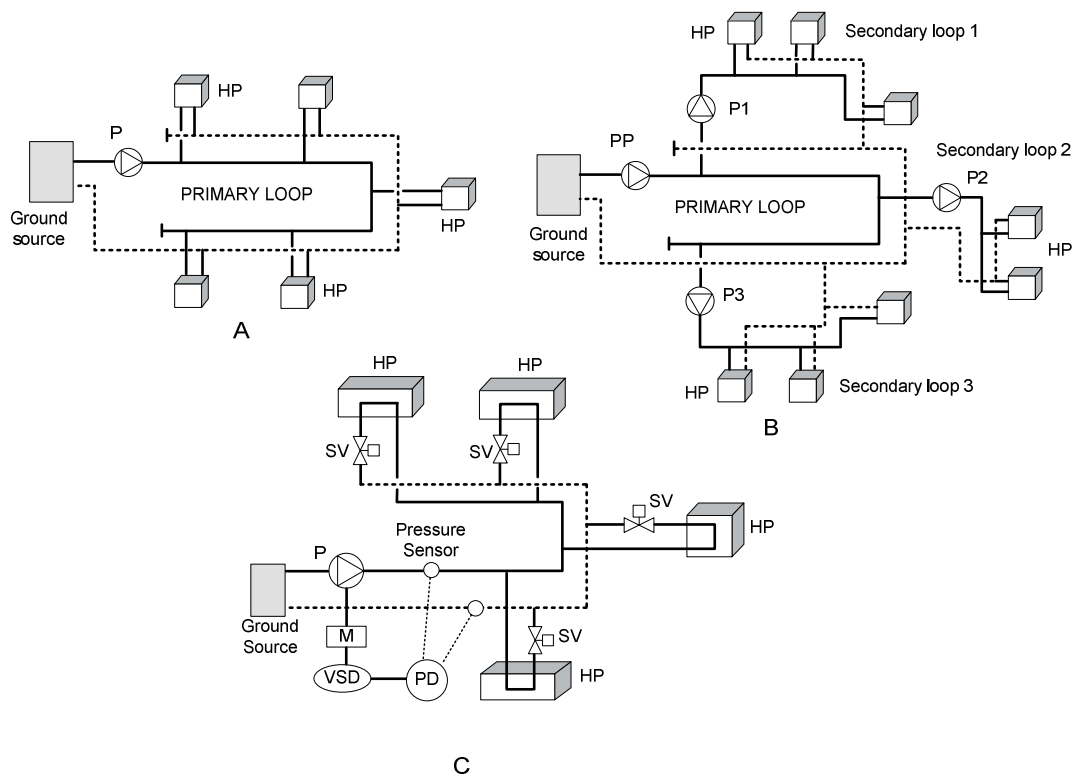 HP
P
PRIMARY LOOP
Ground
source
HP
HP
A
HP
Secondary loop 1
P1
PP
Secondary loop 2
P2
PRIMARY LOOP
Ground
source
HP
P3
HP
Secondary loop 3
B
HP
HP
SV
SV
SV
HP
Pressure
Sensor
P
Ground
Source
M
SV
VSD
PD
HP
C